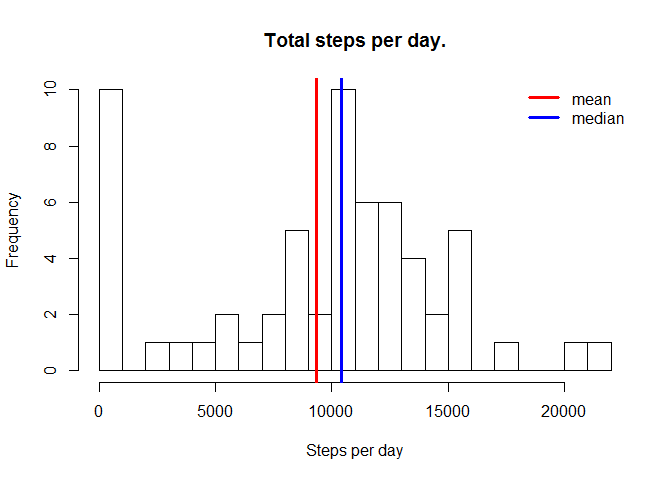 Total steps per day.
mean
median
Frequency
10
8
6
4
2
0
0 5000 10000 15000 20000
Steps per day